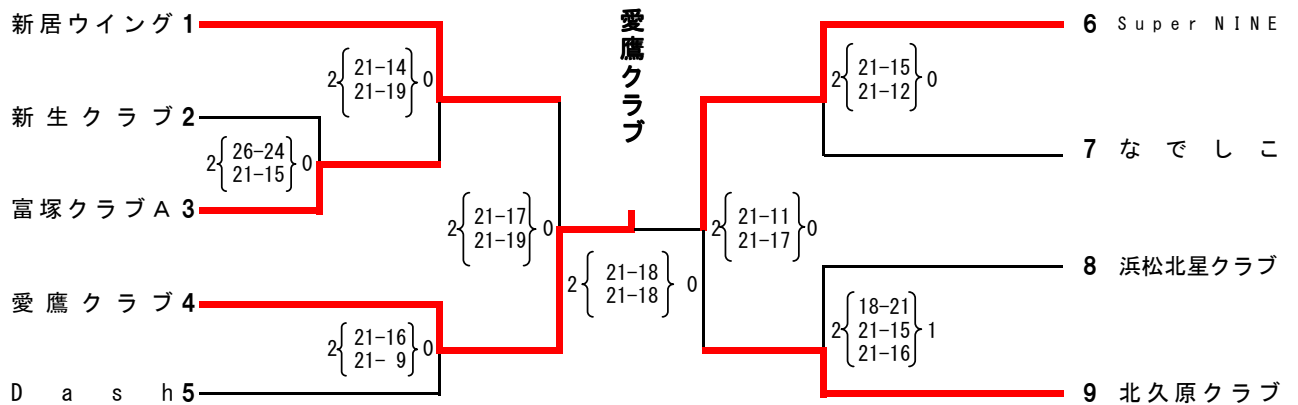 愛鷹クラブ
新居ウイング 1
2 21-14 0
21-19
新生クラブ 2
2 26-24 0
21-15
富塚クラブA 3
2 21-17 0
21-19
愛鷹クラブ 4
2 21-16 0
21- 9
Dash 5
2 21-18 0
21-18
6 Super NINE
2 21-15 0
21-12
7 なでしこ
2 21-11 0
21-17
8 浜松北星クラブ
18-21
2 21-15 1
21-16
9 北久原クラブ